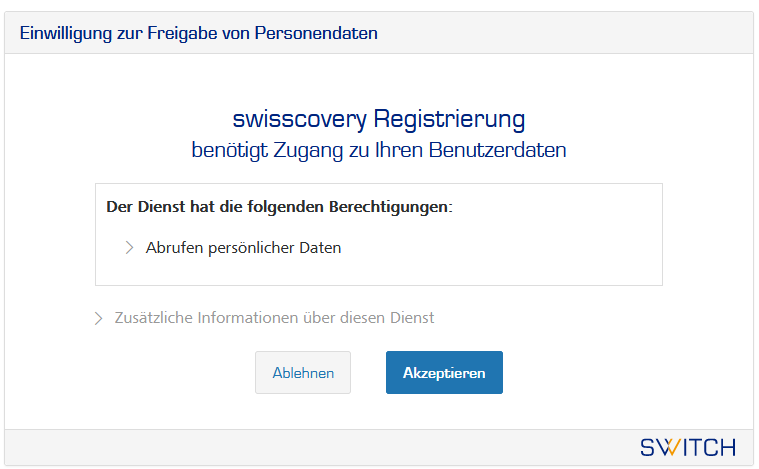 Einwilligung zur Freigabe von Personendaten
swisscovery Registrierung
benötigt Zugang zu Ihren Benutzerdaten
Der Dienst hat die folgenden Berechtigungen:
Abrufen persönlicher Daten
Zusätzliche Informationen über diesen Dienst
Ablehnen Akzeptieren
SWITCH